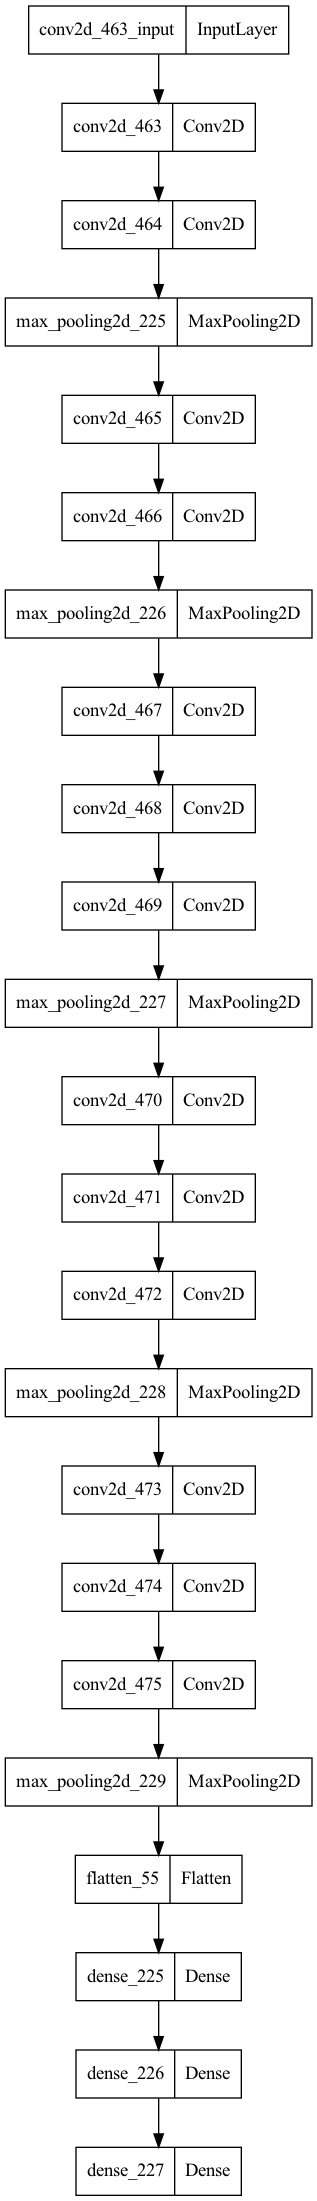 conv2d_463_input InputLayer
conv2d_463 Conv2D
conv2d_464 Conv2D
max_pooling2d_225 MaxPooling2D
conv2d_465 Conv2D
conv2d_466 Conv2D
max_pooling2d_226 MaxPooling2D
conv2d_467 Conv2D
conv2d_468 Conv2D
conv2d_469 Conv2D
max_pooling2d_227 MaxPooling2D
conv2d_470 Conv2D
conv2d_471 Conv2D
conv2d_472 Conv2D
max_pooling2d_228 MaxPooling2D
conv2d_473 Conv2D
conv2d_474 Conv2D
conv2d_475 Conv2D
max_pooling2d_229 MaxPooling2D
flatten_55 Flatten
dense_225 Dense
dense_226 Dense
dense_227 Dense